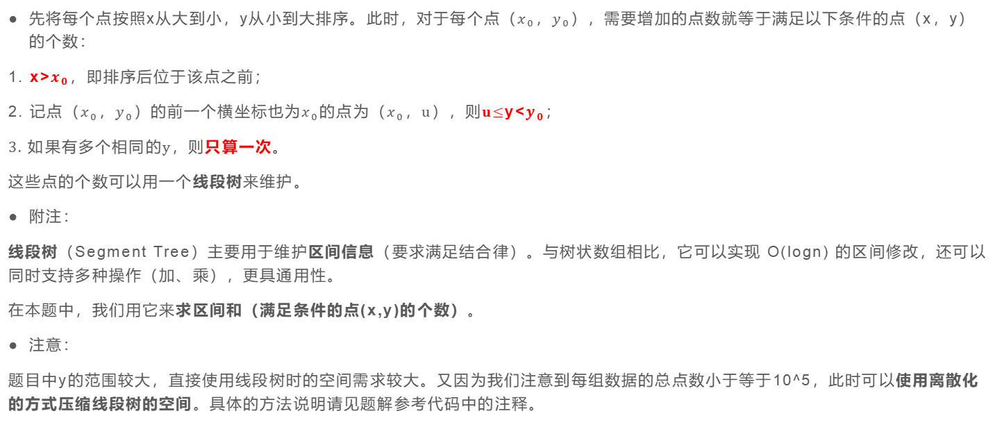 ● 先将每个点按照x从大到小，y从小到大排序。此时，对于每个点（x₀，y₀），需要增加的点数就等于满足以下条件的点（x，y）
的个数：
1. x>x₀，即排序后位于该点之前；
2. 记点（x₀，y₀）的前一个横坐标也为x₀的点为（x₀，u），则u≤y<y₀；
3. 如果有多个相同的y，则只算一次。
这些点的个数可以用一个线段树来维护。
● 附注：
线段树（Segment Tree）主要用于维护区间信息（要求满足结合律）。与树状数组相比，它可以实现 O(logn) 的区间修改，还可以
同时支持多种操作（加、乘），更具通用性。
在本题中，我们用它来求区间和（满足条件的点(x,y)的个数）。
● 注意：
题目中y的范围较大，直接使用线段树时的空间需求较大。又因为我们注意到每组数据的总点数小于等于10^5，此时可以使用离散化
的方式压缩线段树的空间。具体的方法说明请见题解参考代码中的注释。